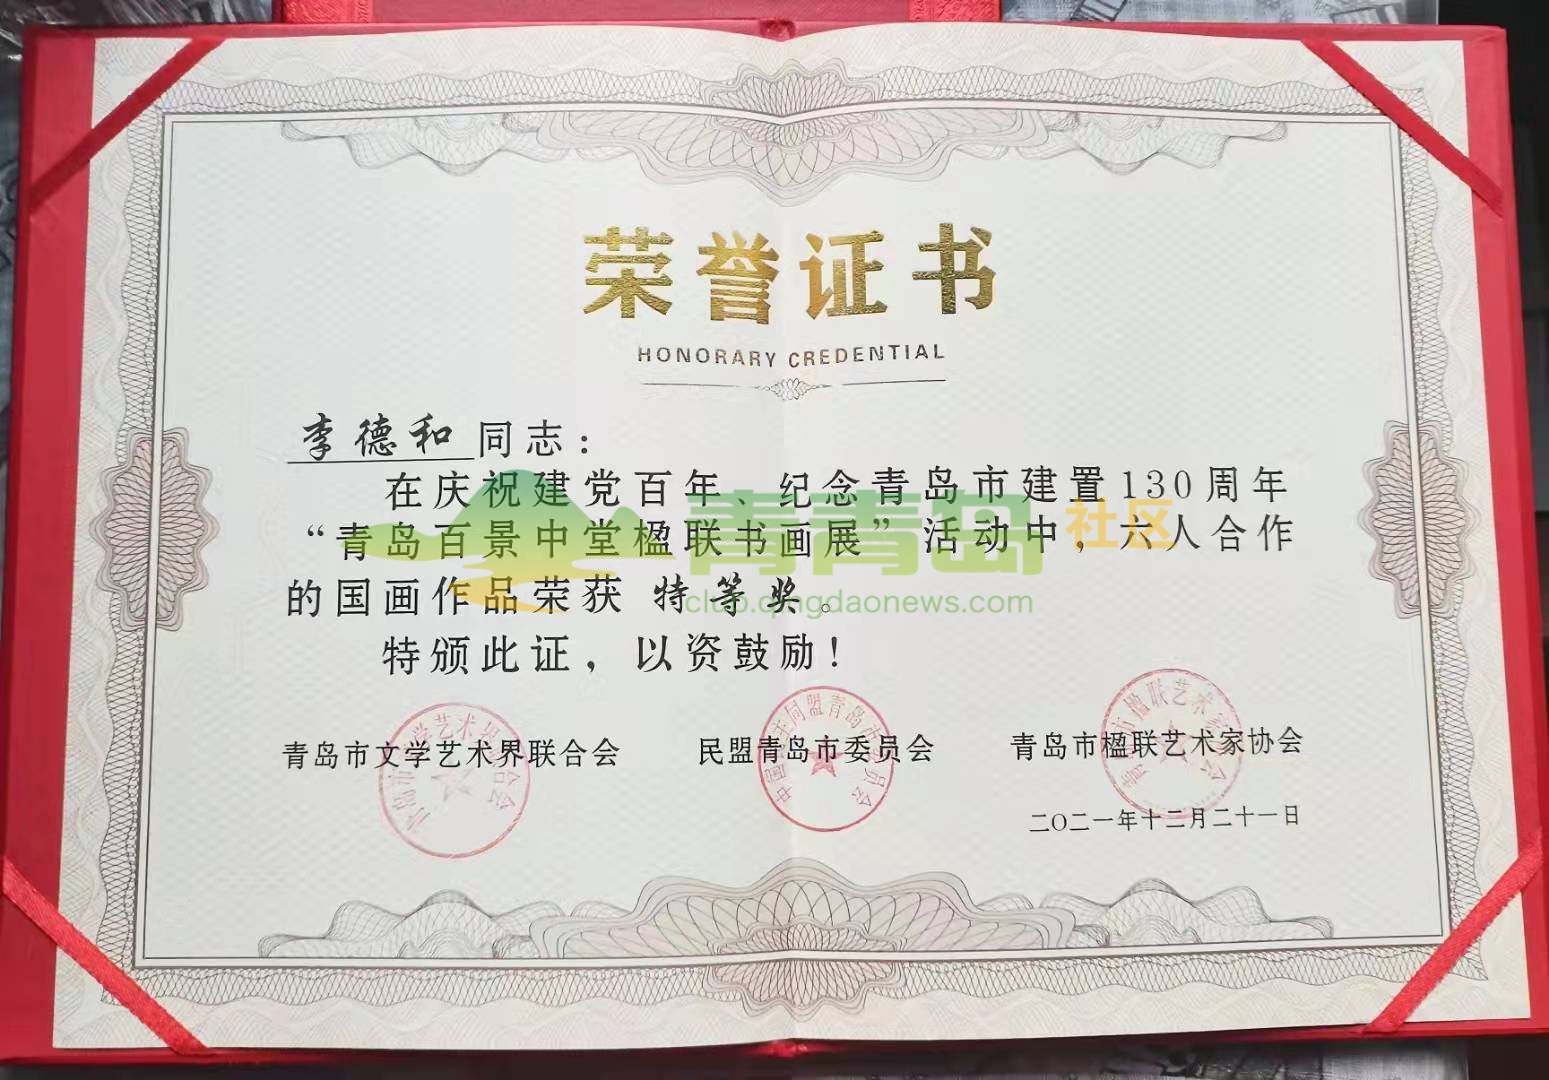 荣誉证书
HONORARY CREDENTIAL
李德和同志：
在庆祝建党百年、纪念青岛市建置130周年
“青岛百景中堂楹联书画展”活动中，六人合作
的国画作品荣获 特等奖。
特颁此证，以资鼓励！
青青岛社区
club.qingdaonews.com
青岛市文学艺术界联合会
民盟青岛市委员会
青岛市楹联艺术家协会
二〇二一年十二月二十一日